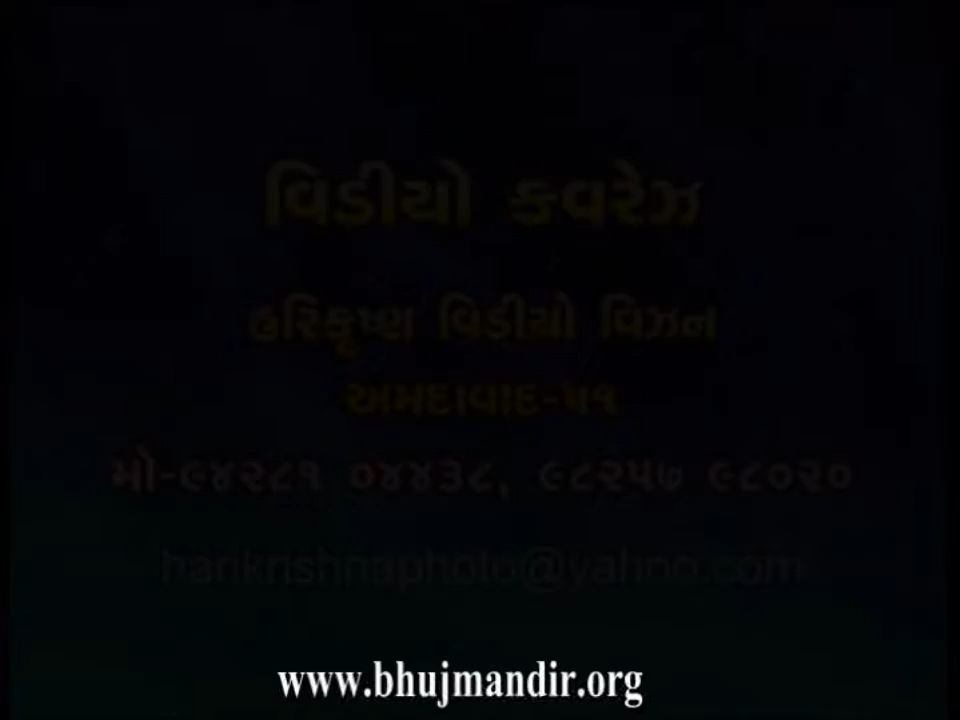 વિડીયો કવરેઝ
હરિકૃષ્ણ વિડીયો વિઝન
અમદાવાદ-૫૧
મો-૯૪૨૮૧ ૦૪૪૩૮, ૯૮૨૫૭ ૯૮૦૨૦
harikrishnaphoto@yahoo.com
www.bhujmandir.org